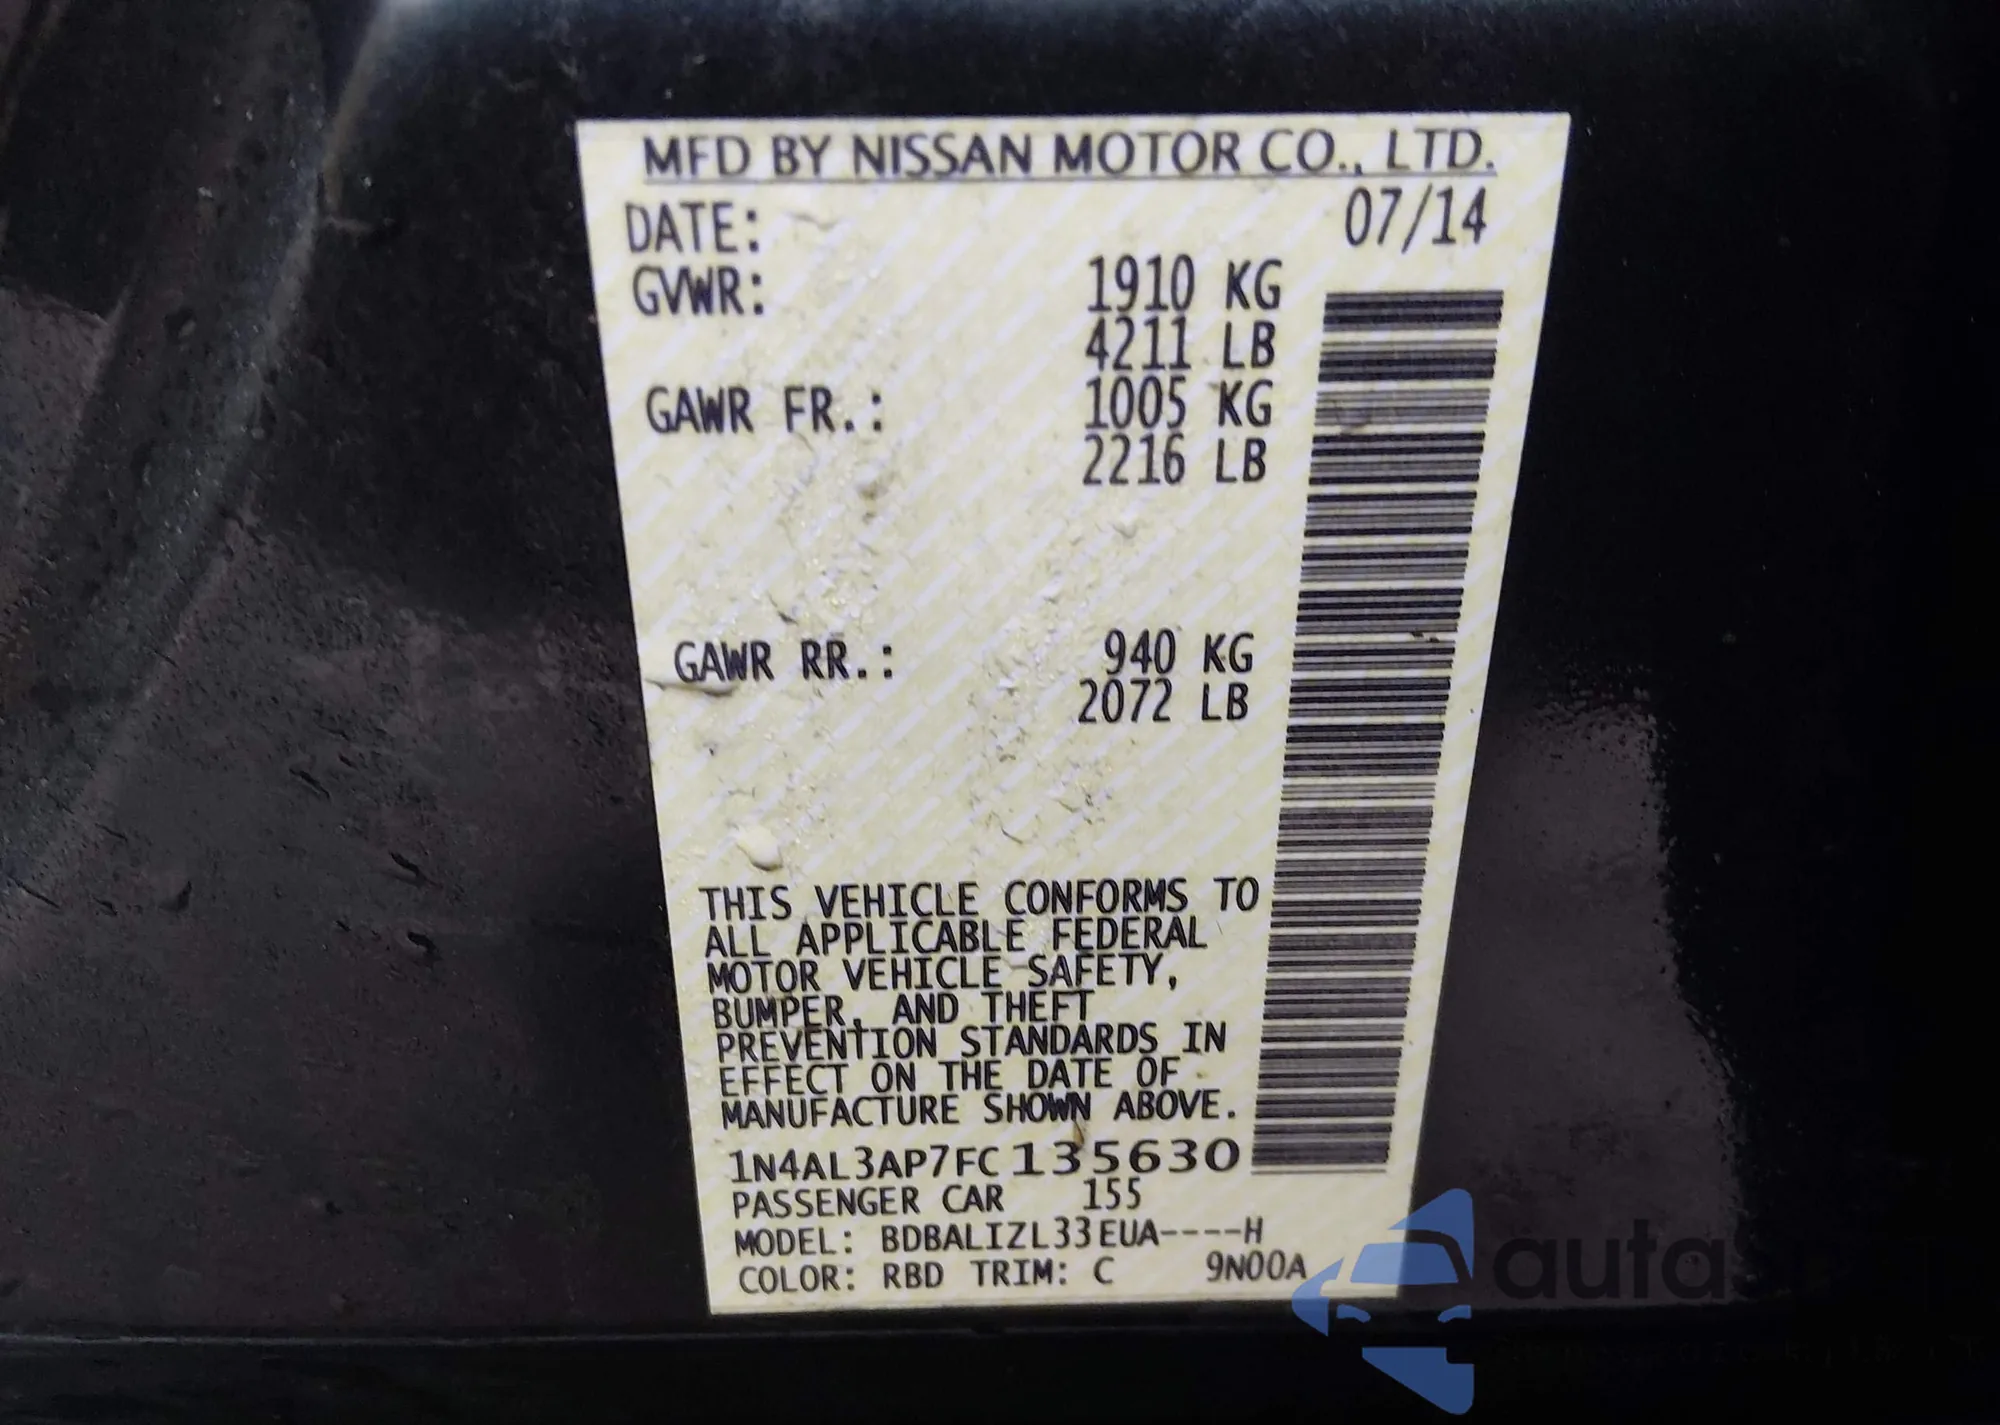 MFD BY NISSAN MOTOR CO., LTD.
DATE: 07/14
GVWR: 1910 KG
4211 LB
GAWR FR.: 1005 KG
2216 LB
GAWR RR.: 940 KG
2072 LB
THIS VEHICLE CONFORMS TO
ALL APPLICABLE FEDERAL
MOTOR VEHICLE SAFETY,
BUMPER, AND THEFT
PREVENTION STANDARDS IN
EFFECT ON THE DATE OF
MANUFACTURE SHOWN ABOVE.
1N4AL3AP7FC135630
PASSENGER CAR 155
MODEL: BDBALIZL33EUA----H
COLOR: RBD TRIM: C 9N00A